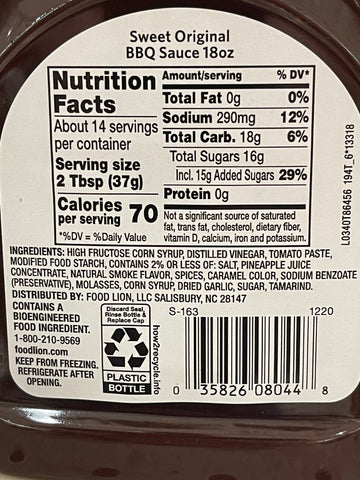 Sweet Original
BBQ Sauce 18oz
Nutrition
Facts
About 14 servings
per container
Serving size
2 Tbsp (37g)
Calories
per serving 70
*%DV = %Daily Value
Amount/serving % DV*
Total Fat 0g 0%
Sodium 290mg 12%
Total Carb. 18g 6%
Total Sugars 16g
Incl. 15g Added Sugars 29%
Protein 0g
Not a significant source of saturated
fat, trans fat, cholesterol, dietary fiber,
vitamin D, calcium, iron and potassium.
L0340T86456 194T_6*13318
INGREDIENTS: HIGH FRUCTOSE CORN SYRUP, DISTILLED VINEGAR, TOMATO PASTE,
MODIFIED FOOD STARCH, CONTAINS 2% OR LESS OF: SALT, PINEAPPLE JUICE
CONCENTRATE, NATURAL SMOKE FLAVOR, SPICES, CARAMEL COLOR, SODIUM BENZOATE
(PRESERVATIVE), MOLASSES, CORN SYRUP, DRIED GARLIC, SUGAR, TAMARIND.
DISTRIBUTED BY: FOOD LION, LLC SALISBURY, NC 28147
CONTAINS A
BIOENGINEERED
FOOD INGREDIENT.
1-800-210-9569
foodlion.com
KEEP FROM FREEZING.
REFRIGERATE AFTER
OPENING.
Discard Seal,
Rinse Bottle &
Replace Cap
PLASTIC
BOTTLE
how2recycle.info
S-163 1220
0 35826 08044 8